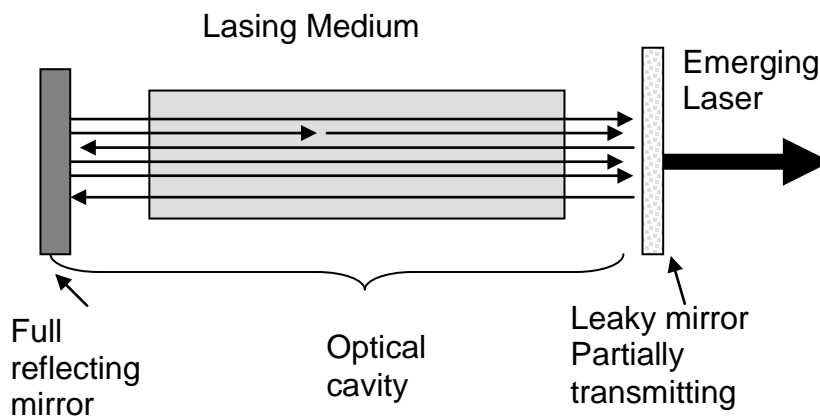 Lasing Medium
Emerging
Laser
Full
reflecting
mirror
Optical
cavity
Leaky mirror
Partially
transmitting